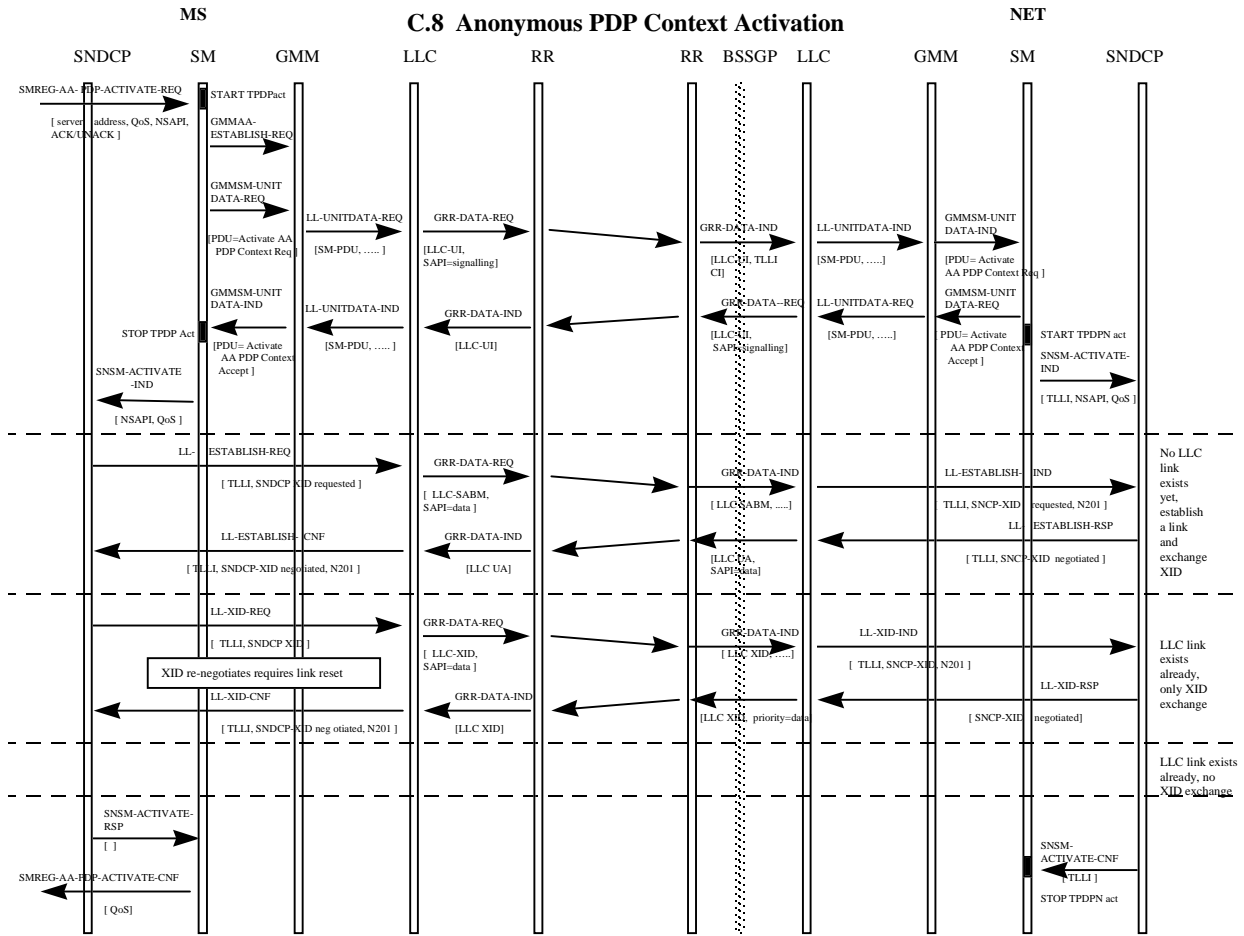 MS
C.8 Anonymous PDP Context Activation
NET
SNDCP SM GMM LLC RR RR BSSGP LLC GMM SM SNDCP
SMREG-AA- PDP-ACTIVATE-REQ
[ server address, QoS, NSAPI,
ACK/UNACK ]
START TPDPact
GMMAA-
ESTABLISH-REQ
GMMSM-UNIT
DATA-REQ
[PDU=Activate AA
PDP Context Req ]
LL-UNITDATA-REQ
[SM-PDU, ….. ]
GRR-DATA-REQ
[LLC-UI,
SAPI=signalling]
GRR-DATA-IND
[LLC-UI, TLLI
CI]
LL-UNITDATA-IND
[SM-PDU, …..]
GMMSM-UNIT
DATA-IND
[PDU= Activate
AA PDP Context Req ]
GMMSM-UNIT
DATA-IND
STOP TPDP Act
[PDU= Activate
AA PDP Context
Accept ]
LL-UNITDATA-IND
[SM-PDU, ….. ]
GRR-DATA-IND
[LLC-UI]
GRR-DATA--REQ
[LLC-UI,
SAPI=signalling]
LL-UNITDATA-REQ
[SM-PDU, …..]
GMMSM-UNIT
DATA-REQ
[ PDU= Activate
AA PDP Context
Accept ]
START TPDPN act
SNSM-ACTIVATE-
IND
[ TLLI, NSAPI, QoS ]
SNSM-ACTIVATE
-IND
[ NSAPI, QoS ]
LL- ESTABLISH-REQ
[ TLLI, SNDCP XID requested ]
GRR-DATA-REQ
[ LLC-SABM,
SAPI=data ]
GRR-DATA-IND
[ LLC-SABM, .....]
LL-ESTABLISH- IND
[ TLLI, SNCP-XID requested, N201 ]
LL- ESTABLISH-RSP
[ TLLI, SNCP-XID negotiated ]
LL-ESTABLISH- CNF
[ TLLI, SNDCP-XID negotiated, N201 ]
GRR-DATA-IND
[LLC UA]
[LLC-UA,
SAPI=data]
No LLC
link
exists
yet,
establish
a link
and
exchange
XID
LL-XID-REQ
[ TLLI, SNDCP XID ]
GRR-DATA-REQ
[ LLC-XID,
SAPI=data ]
GRR-DATA-IND
[ LLC XID, …..]
LL-XID-IND
[ TLLI, SNCP-XID, N201 ]
XID re-negotiates requires link reset
LL-XID-CNF
[ TLLI, SNDCP-XID neg otiated, N201 ]
GRR-DATA-IND
[LLC XID]
[LLC XID, priority=data]
LL-XID-RSP
[SNCP-XID negotiated]
LLC link
exists
already,
only XID
exchange
LLC link exists
already, no
XID exchange
SNSM-ACTIVATE-
RSP
[ ]
SMREG-AA-PDP-ACTIVATE-CNF
[ QoS]
SNSM-
ACTIVATE-CNF
[ TLLI ]
STOP TPDPN act